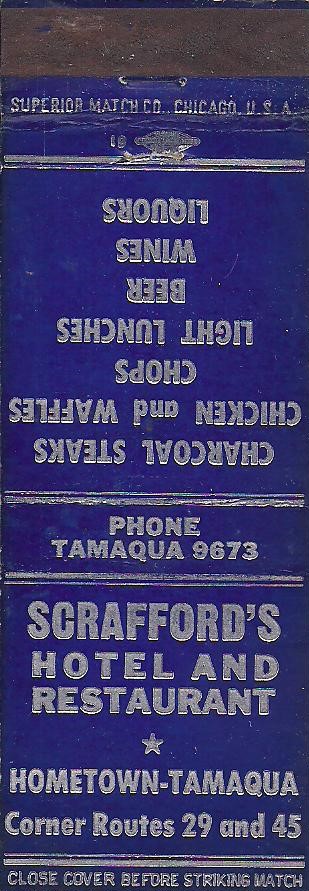 SUPERIOR MATCH CO., CHICAGO, U.S.A.
CHARCOAL STEAKS
CHICKEN and WAFFLES
CHOPS
LIGHT LUNCHES
BEER
WINES
LIQUORS
PHONE
TAMAQUA 9673
SCRAFFORD'S
HOTEL AND
RESTAURANT
HOMETOWN-TAMAQUA
Corner Routes 29 and 45
CLOSE COVER BEFORE STRIKING MATCH